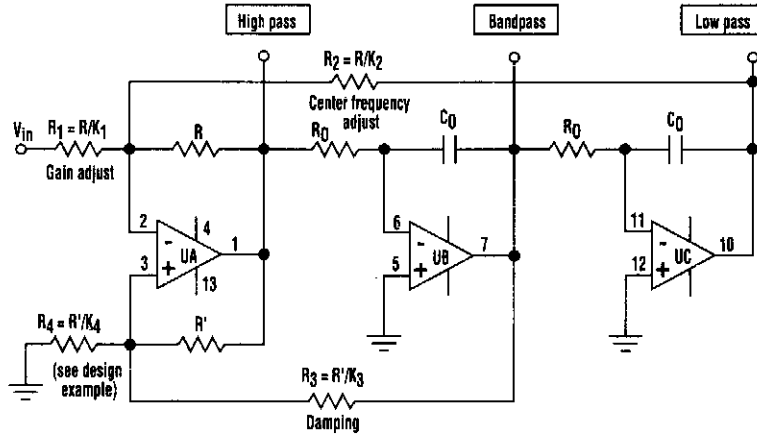 High pass
Bandpass
Low pass
R2 = R/K2
Center frequency
adjust
Vin
R1 = R/K1
Gain adjust
R
R0
C0
R0
C0
2
4
-
UA
1
3
+
13
6
-
UB
7
5
+
11
-
UC
10
12
+
R4 = R'/K4
(see design
example)
R'
R3 = R'/K3
Damping